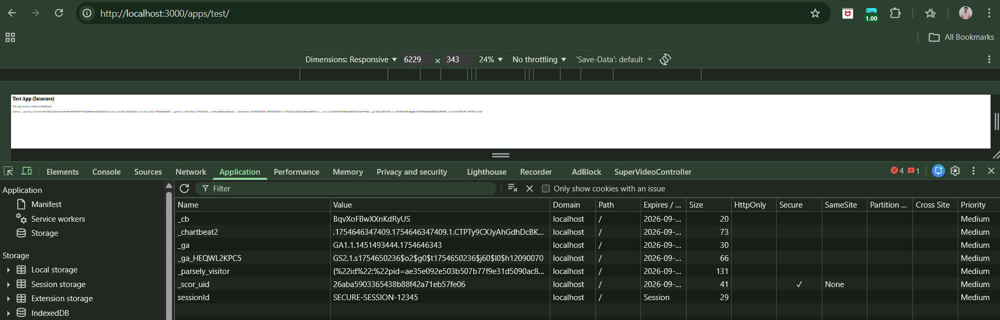 http://localhost:3000/apps/test/
1.00
All Bookmarks
Dimensions: Responsive 6229 × 343 24% No throttling 'Save-Data': default
Test App (Insecure)
This app receives cookies it should not
Elements Console Sources Network Application Performance Memory Privacy and security Lighthouse Recorder AdBlock SuperVideoController 4 1
Application
Manifest
Service workers
Storage
Storage
Local storage
Session storage
Extension storage
IndexedDB
Filter Only show cookies with an issue
Name Value Domain Path Expires / ... Size HttpOnly Secure SameSite Partition ... Cross Site Priority
_cb BqvXoFBwXXnKdRyUS localhost / 2026-09-... 20 Medium
_chartbeat2 .1754646347409.1754646347409.1.CTPTy9CXJyAhGdhDcBK... localhost / 2026-09-... 73 Medium
_ga GA1.1.1451493444.1754646343 localhost / 2026-09-... 30 Medium
_ga_HEQWL2KPC5 GS2.1.s1754650236$o2$g0$t1754650236$j60$l0$h12090070 localhost / 2026-09-... 66 Medium
_parsely_visitor {%22id%22:%22pid=ae35e092e503b507b77f9e31d5090ac8... localhost / 2026-09-... 131 Medium
_scor_uid 26aba5903365438b88f42a71eb57fe06 localhost / 2026-09-... 41 ✓ None Medium
sessionId SECURE-SESSION-12345 localhost / Session 29 Medium